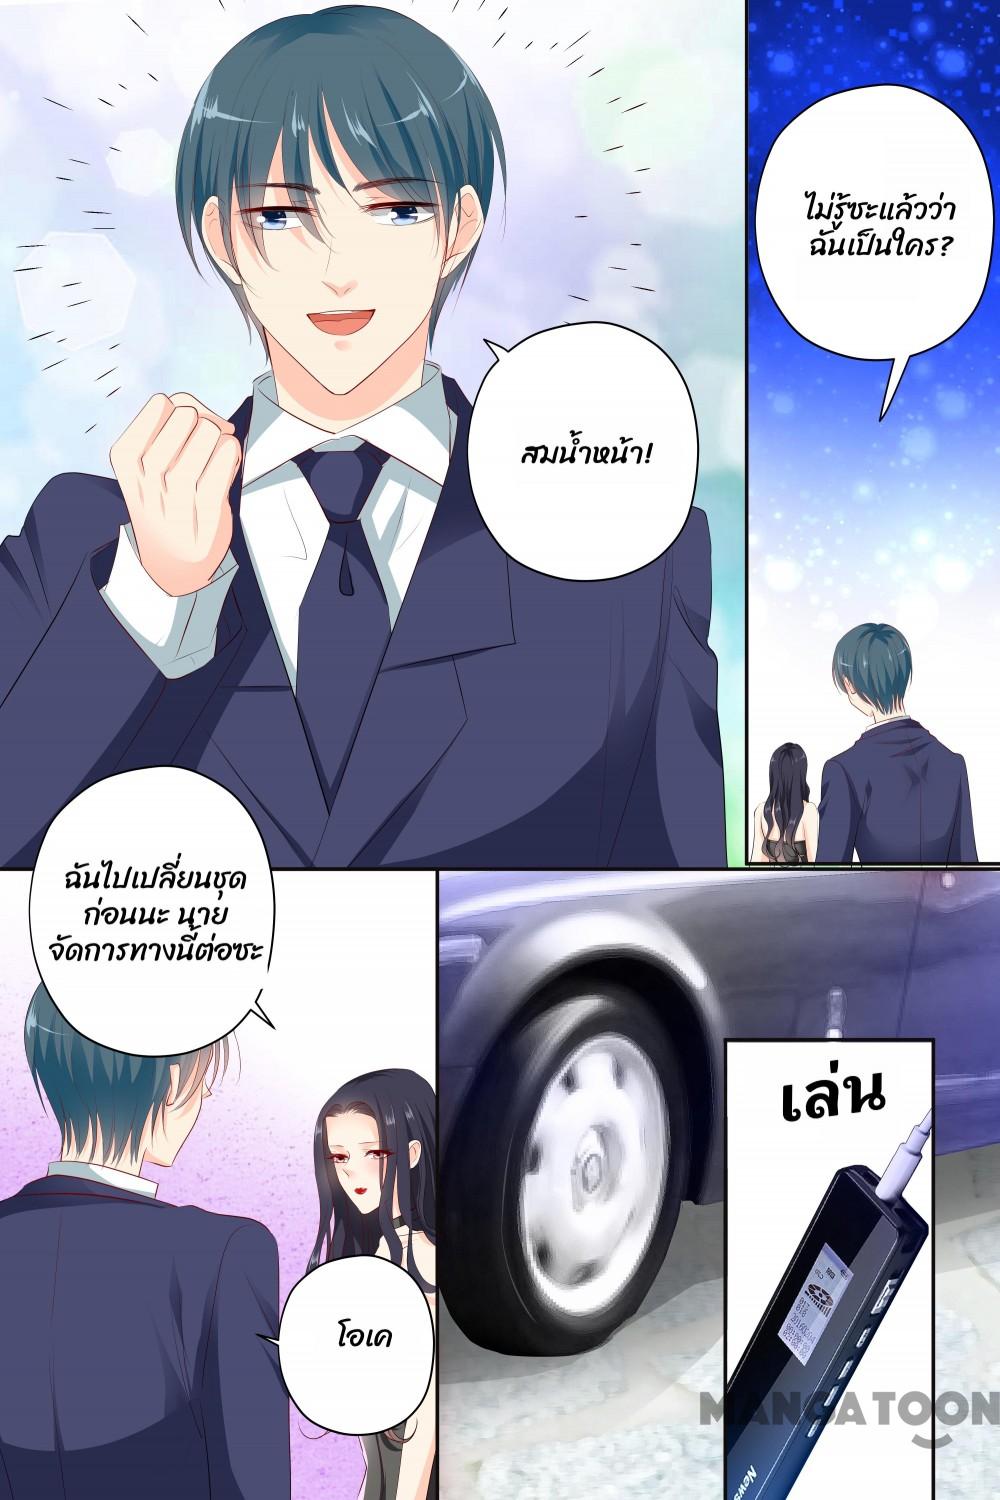 ไม่รู้ซะแล้วว่า
ฉันเป็นใคร?
สมน้ำหน้า!
ฉันไปเปลี่ยนชุด
ก่อนนะ นาย
จัดการทางนี้ต่อซะ
โอเค
เล่น
MANGATOON
News